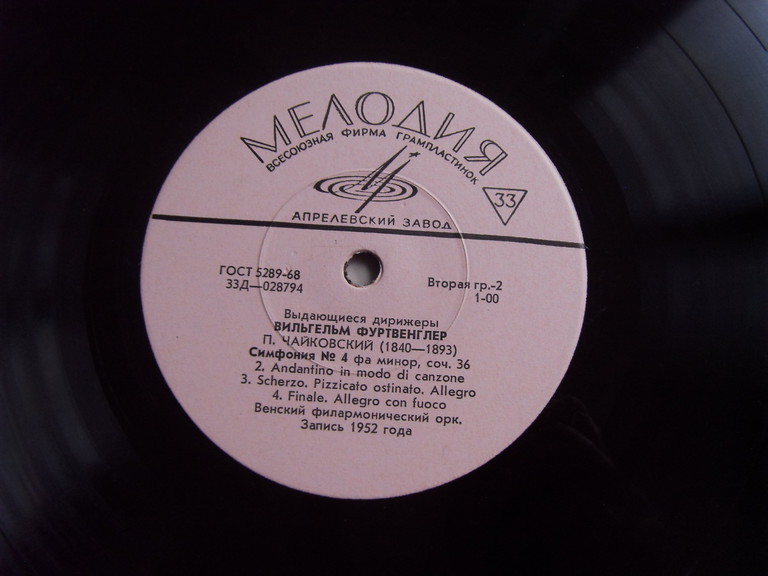 МЕЛОДИЯ
ВСЕСОЮЗНАЯ ФИРМА ГРАМПЛАСТИНОК
33
АПРЕЛЕВСКИЙ ЗАВОД
ГОСТ 5289-68
33Д—028794
Вторая гр.-2
1-00
Выдающиеся дирижеры
ВИЛЬГЕЛЬМ ФУРТВЕНГЛЕР
П. ЧАЙКОВСКИЙ (1840—1893)
Симфония № 4 фа минор, соч. 36
2. Andantino in modo di canzone
3. Scherzo. Pizzicato ostinato. Allegro
4. Finale. Allegro con fuoco
Венский филармонический орк.
Запись 1952 года